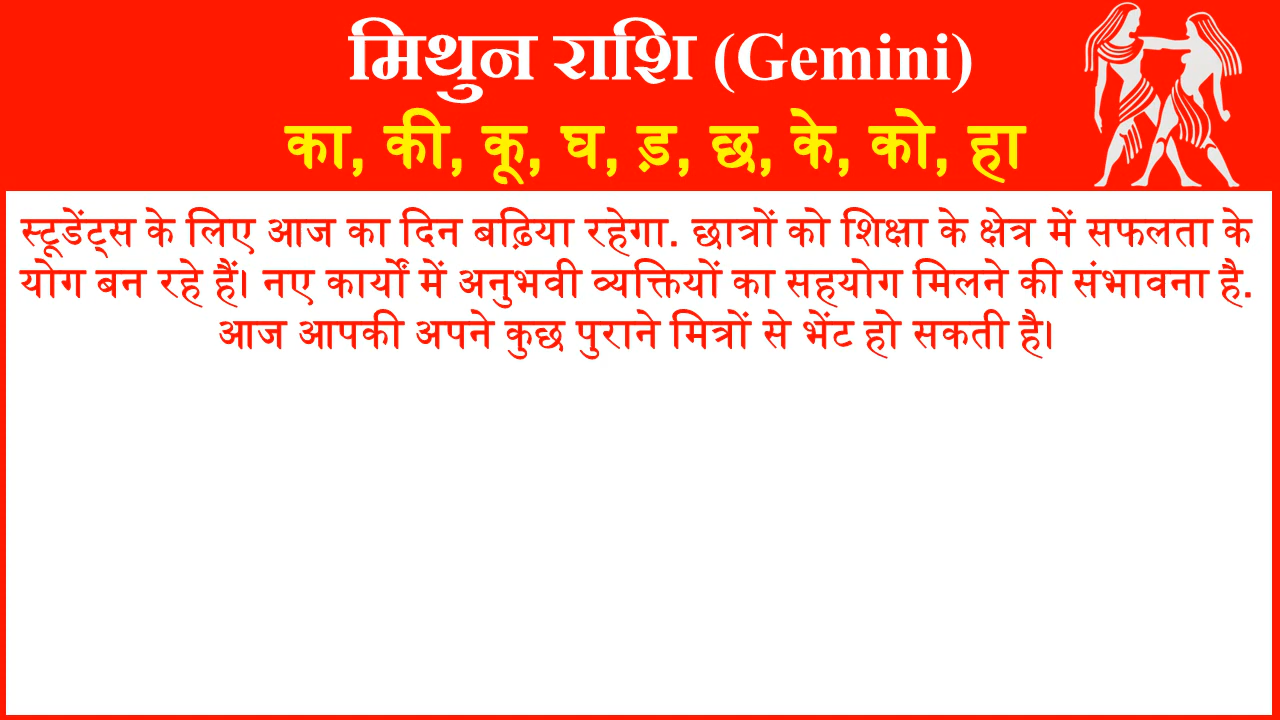 मिथुन राशि (Gemini)
का, की, कू, घ, ड़, छ, के, को, हा
स्टूडेंट्स के लिए आज का दिन बढ़िया रहेगा. छात्रों को शिक्षा के क्षेत्र में सफलता के
योग बन रहे हैं। नए कार्यों में अनुभवी व्यक्तियों का सहयोग मिलने की संभावना है.
आज आपकी अपने कुछ पुराने मित्रों से भेंट हो सकती है।